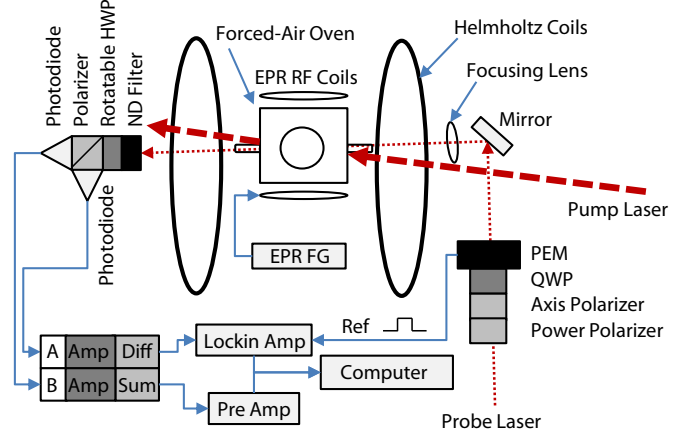 Photodiode
Polarizer
Rotatable HWP
ND Filter
Forced-Air Oven
Helmholtz Coils
EPR RF Coils
Focusing Lens
Mirror
Pump Laser
Photodiode
EPR FG
PEM
QWP
Axis Polarizer
Power Polarizer
Ref
A Amp Diff
B Amp Sum
Lockin Amp
Computer
Pre Amp
Probe Laser